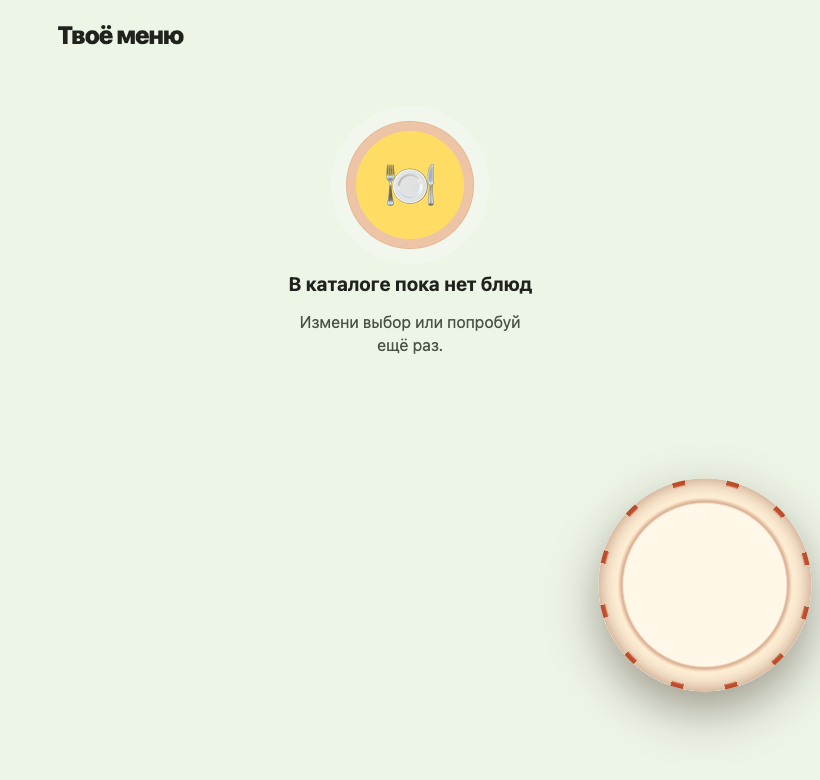 Твоё меню
В каталоге пока нет блюд
Измени выбор или попробуй
ещё раз.